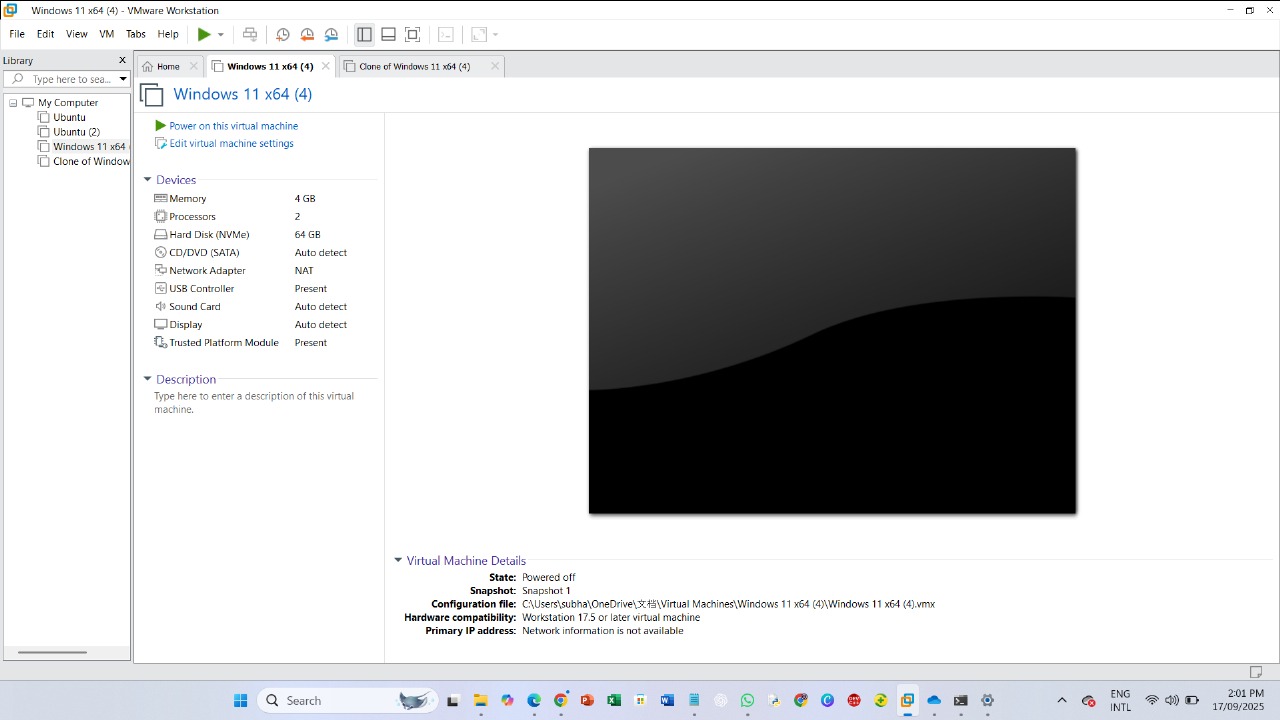 Windows 11 x64 (4) - VMware Workstation
File Edit View VM Tabs Help
Library
Type here to sea...
Home
Windows 11 x64 (4)
Clone of Windows 11 x64 (4)
My Computer
Ubuntu
Ubuntu (2)
Windows 11 x64
Clone of Window
Windows 11 x64 (4)
Power on this virtual machine
Edit virtual machine settings
Devices
Memory 4 GB
Processors 2
Hard Disk (NVMe) 64 GB
CD/DVD (SATA) Auto detect
Network Adapter NAT
USB Controller Present
Sound Card Auto detect
Display Auto detect
Trusted Platform Module Present
Description
Type here to enter a description of this virtual
machine.
Virtual Machine Details
State: Powered off
Snapshot: Snapshot 1
Configuration file: C:\Users\subha\OneDrive\文档\Virtual Machines\Windows 11 x64 (4)\Windows 11 x64 (4).vmx
Hardware compatibility: Workstation 17.5 or later virtual machine
Primary IP address: Network information is not available
Search
ENG
INTL
2:01 PM
17/09/2025